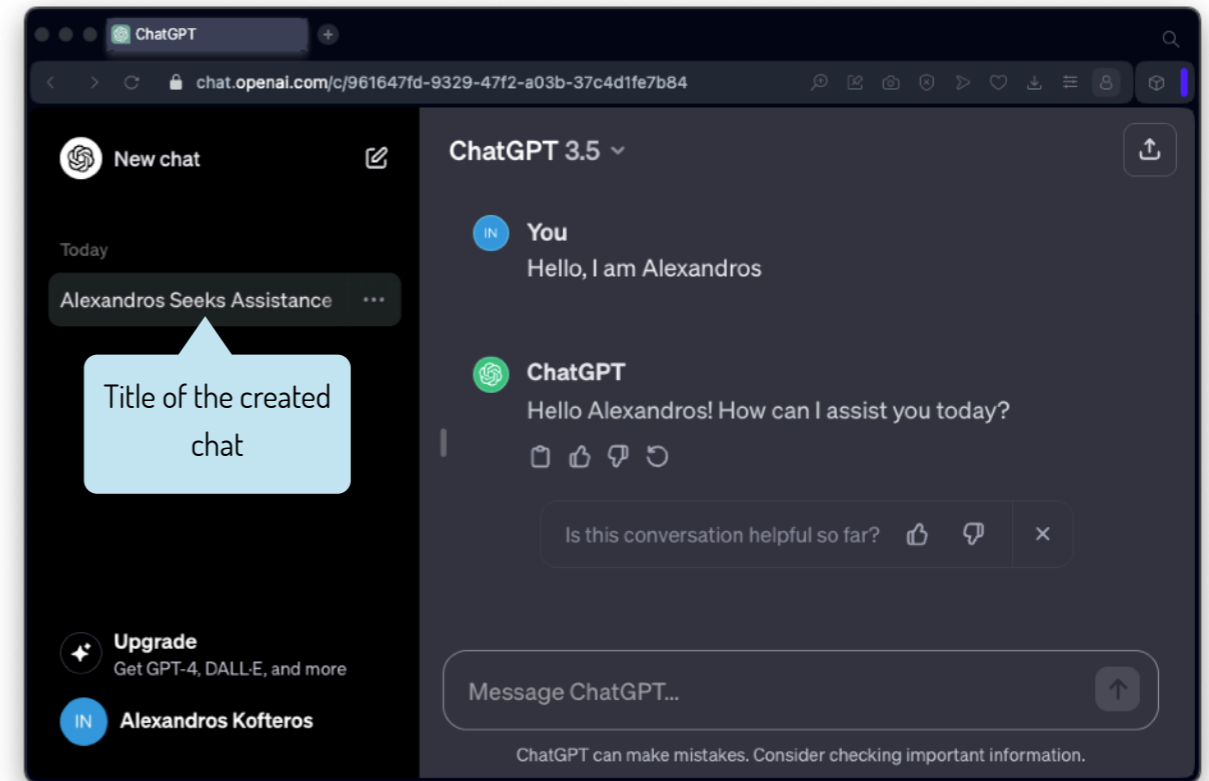 ChatGPT
chat.openai.com/c/961647fd-9329-47f2-a03b-37c4d1fe7b84
New chat
Today
Alexandros Seeks Assistance
Title of the created
chat
Upgrade
Get GPT-4, DALL·E, and more
IN
Alexandros Kofteros
ChatGPT 3.5
IN
You
Hello, I am Alexandros
ChatGPT
Hello Alexandros! How can I assist you today?
Is this conversation helpful so far?
Message ChatGPT...
ChatGPT can make mistakes. Consider checking important information.